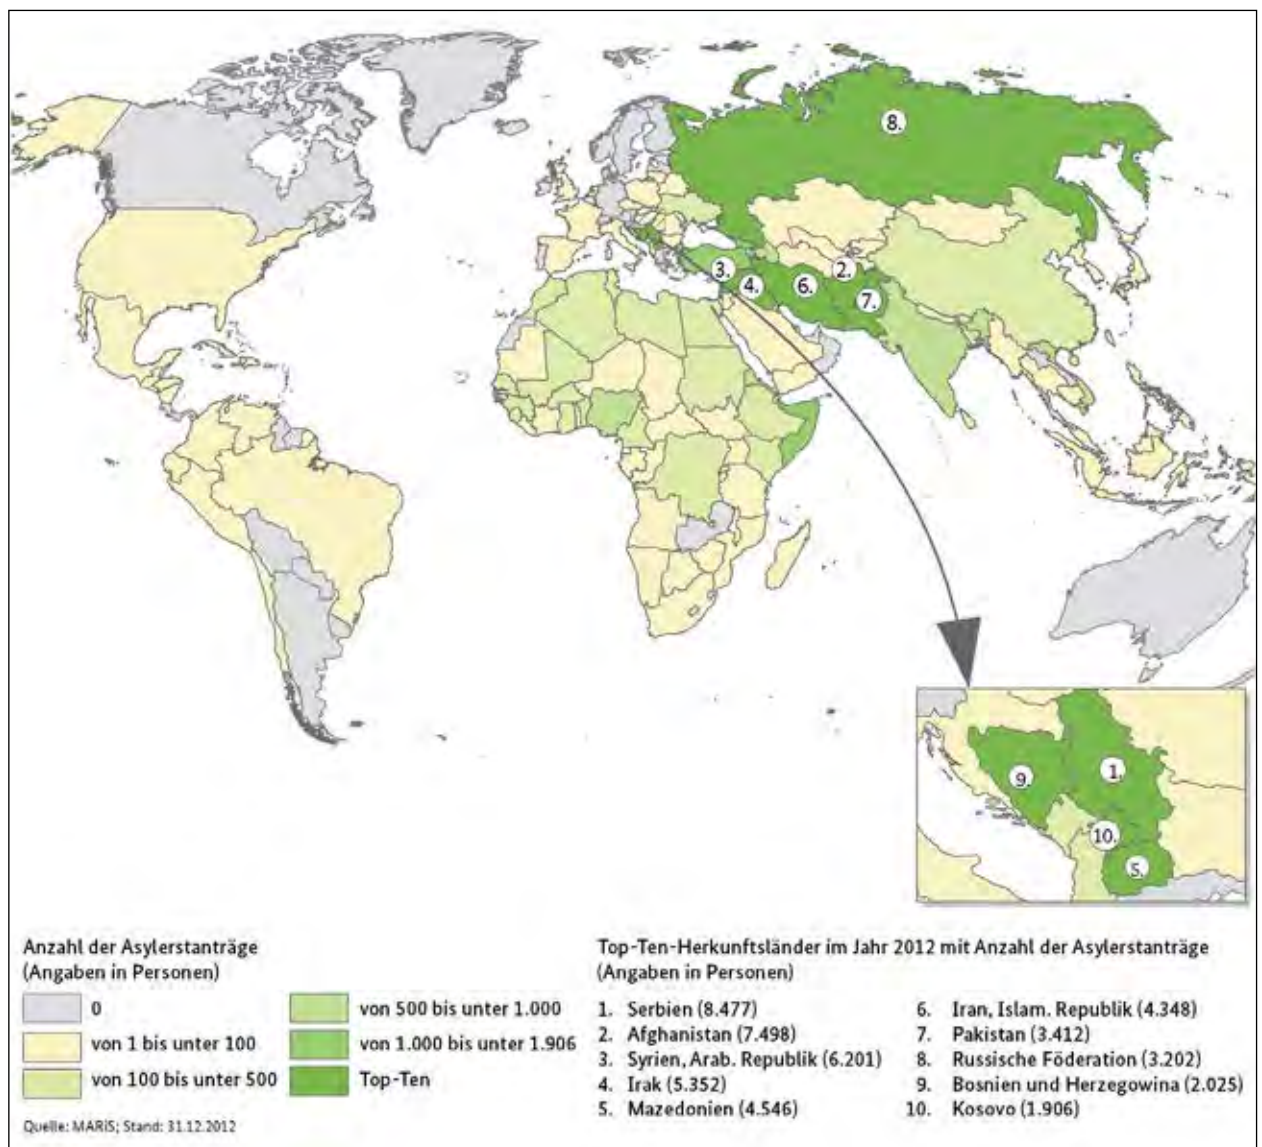 8.
3.
4.
6.
2.
7.
9.
1.
10.
5.
Anzahl der Asylerstanträge
(Angaben in Personen)
0
von 1 bis unter 100
von 100 bis unter 500
von 500 bis unter 1.000
von 1.000 bis unter 1.906
Top-Ten
Quelle: MARiS; Stand: 31.12.2012
Top-Ten-Herkunftsländer im Jahr 2012 mit Anzahl der Asylerstanträge
(Angaben in Personen)
1. Serbien (8.477)
2. Afghanistan (7.498)
3. Syrien, Arab. Republik (6.201)
4. Irak (5.352)
5. Mazedonien (4.546)
6. Iran, Islam. Republik (4.348)
7. Pakistan (3.412)
8. Russische Föderation (3.202)
9. Bosnien und Herzegowina (2.025)
10. Kosovo (1.906)